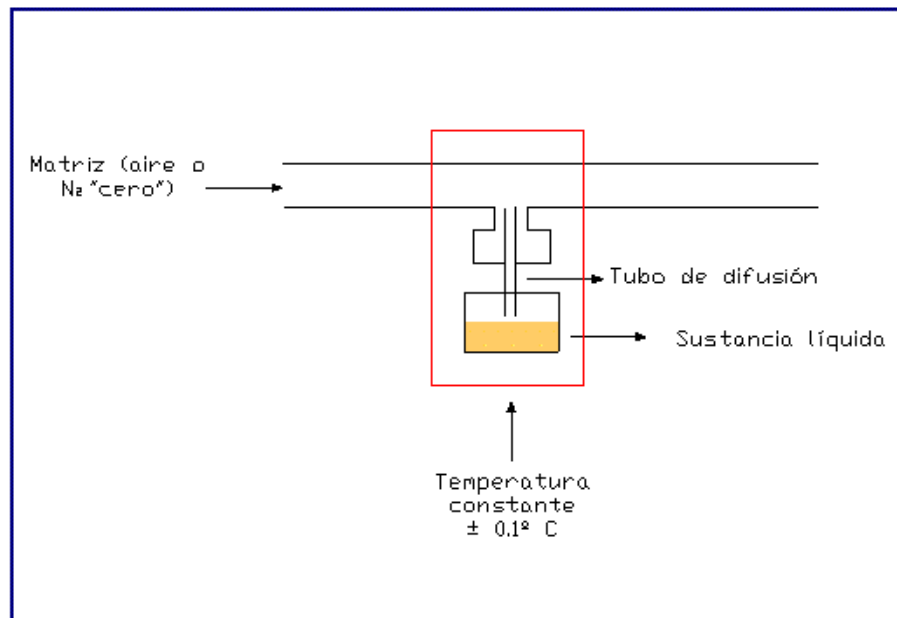 Matriz (aire o
N₂ "cero")
Tubo de difusión
Sustancia líquida
Temperatura
constante
± 0.1º C